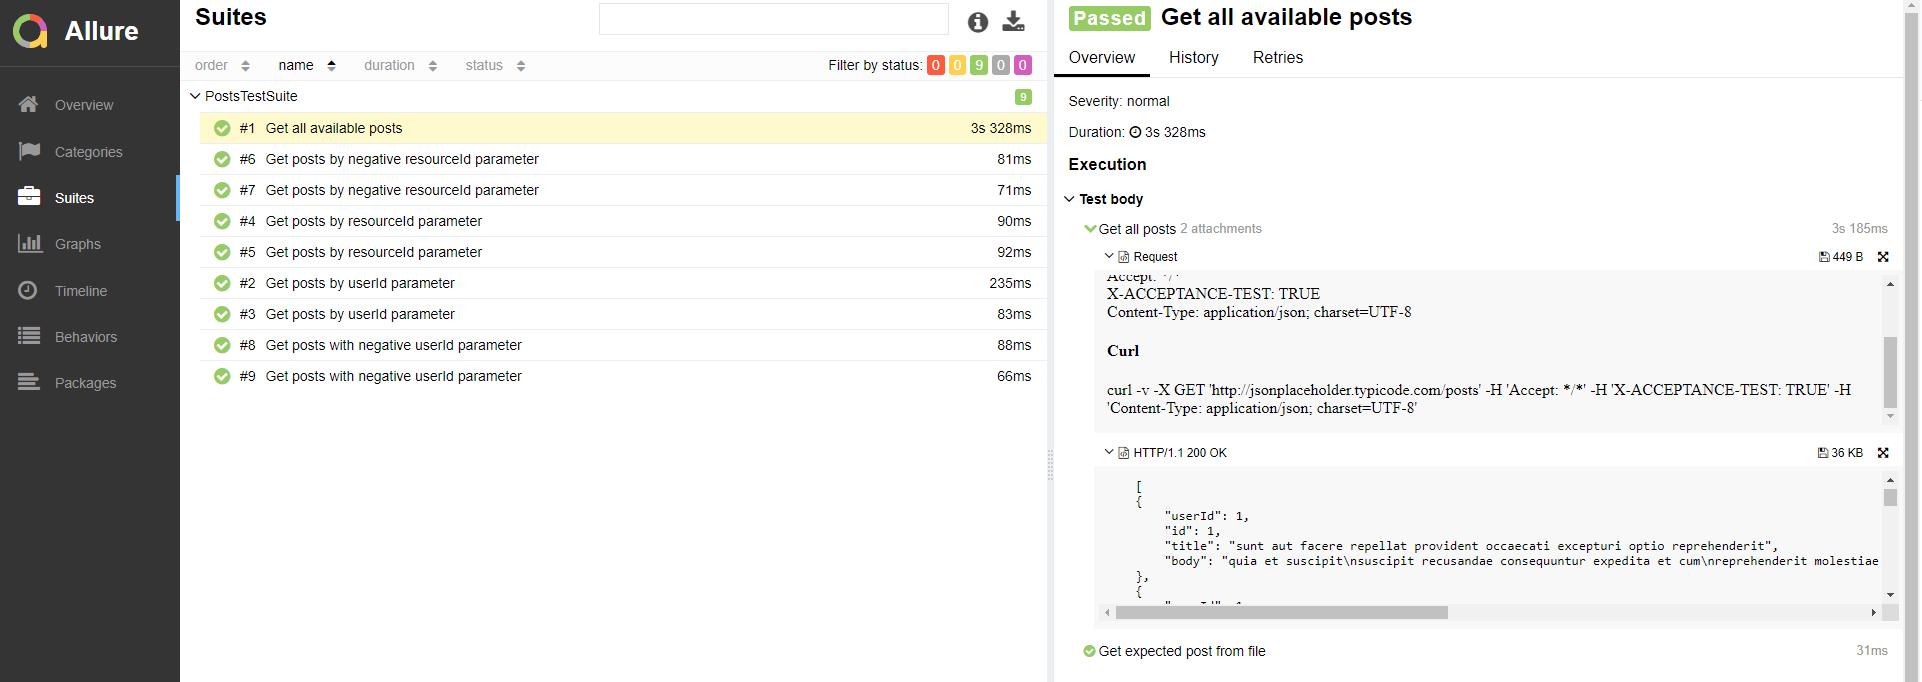 Allure
Overview
Categories
Suites
Graphs
Timeline
Behaviors
Packages
Suites
order name duration status Filter by status: 0 0 9 0 0
PostsTestSuite 9
#1 Get all available posts 3s 328ms
#6 Get posts by negative resourceId parameter 81ms
#7 Get posts by negative resourceId parameter 71ms
#4 Get posts by resourceId parameter 90ms
#5 Get posts by resourceId parameter 92ms
#2 Get posts by userId parameter 235ms
#3 Get posts by userId parameter 83ms
#8 Get posts with negative userId parameter 88ms
#9 Get posts with negative userId parameter 66ms
Passed Get all available posts
Overview History Retries
Severity: normal
Duration: 3s 328ms
Execution
Test body
Get all posts 2 attachments 3s 185ms
Request 449 B
Accept: */*
X-ACCEPTANCE-TEST: TRUE
Content-Type: application/json; charset=UTF-8
Curl
curl -v -X GET 'http://jsonplaceholder.typicode.com/posts' -H 'Accept: */*' -H 'X-ACCEPTANCE-TEST: TRUE' -H
'Content-Type: application/json; charset=UTF-8'
HTTP/1.1 200 OK 36 KB
[
{
"userId": 1,
"id": 1,
"title": "sunt aut facere repellat provident occaecati excepturi optio reprehenderit",
"body": "quia et suscipit\nsuscipit recusandae consequuntur expedita et cum\nreprehenderit molestiae
},
{
Get expected post from file 31ms